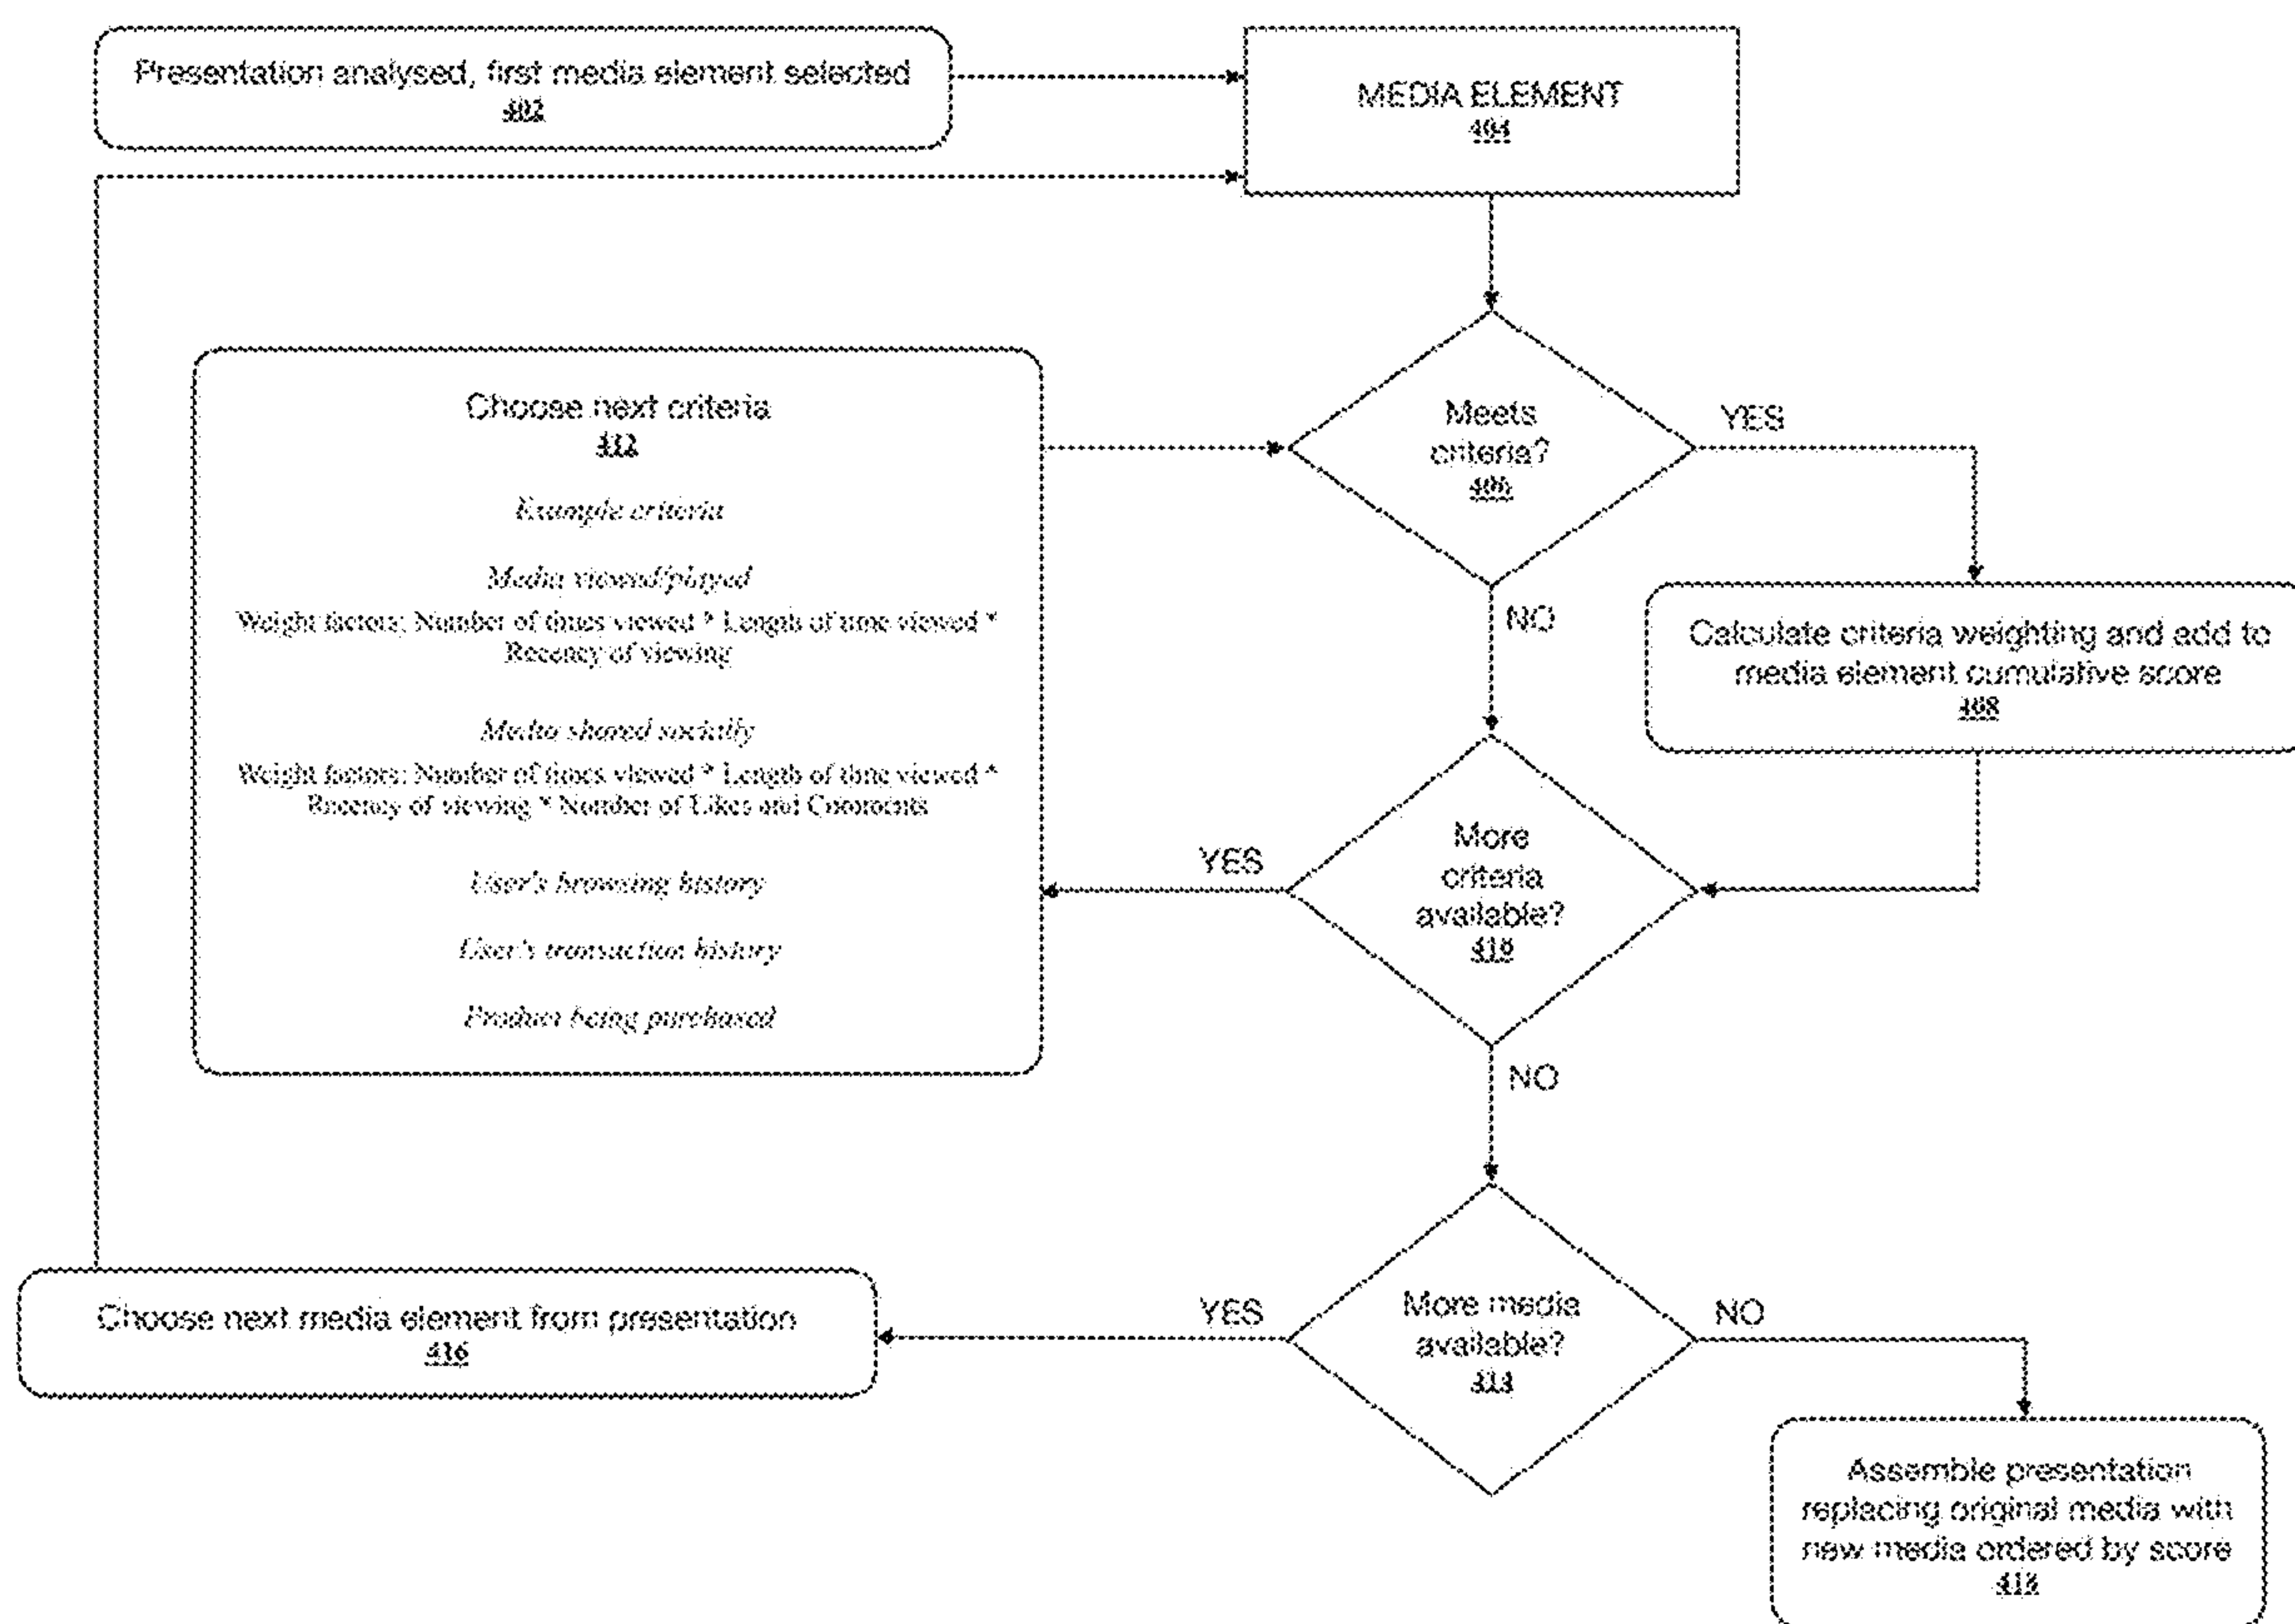 Presentation analysed, first media element selected
402
MEDIA ELEMENT
404
Choose next criteria
412
Example criteria
Media viewed/played
Weight factors: Number of times viewed * Length of time viewed *
Recency of viewing
Media shared socially
Weight factors: Number of times viewed * Length of time viewed *
Recency of viewing * Number of Likes and Comments
User's browsing history
User's transaction history
Product being purchased
Meets
criteria?
406
YES
NO
Calculate criteria weighting and add to
media element cumulative score
408
More
criteria
available?
410
YES
NO
More media
available?
414
YES
NO
Choose next media element from presentation
416
Assemble presentation
replacing original media with
new media ordered by score
418